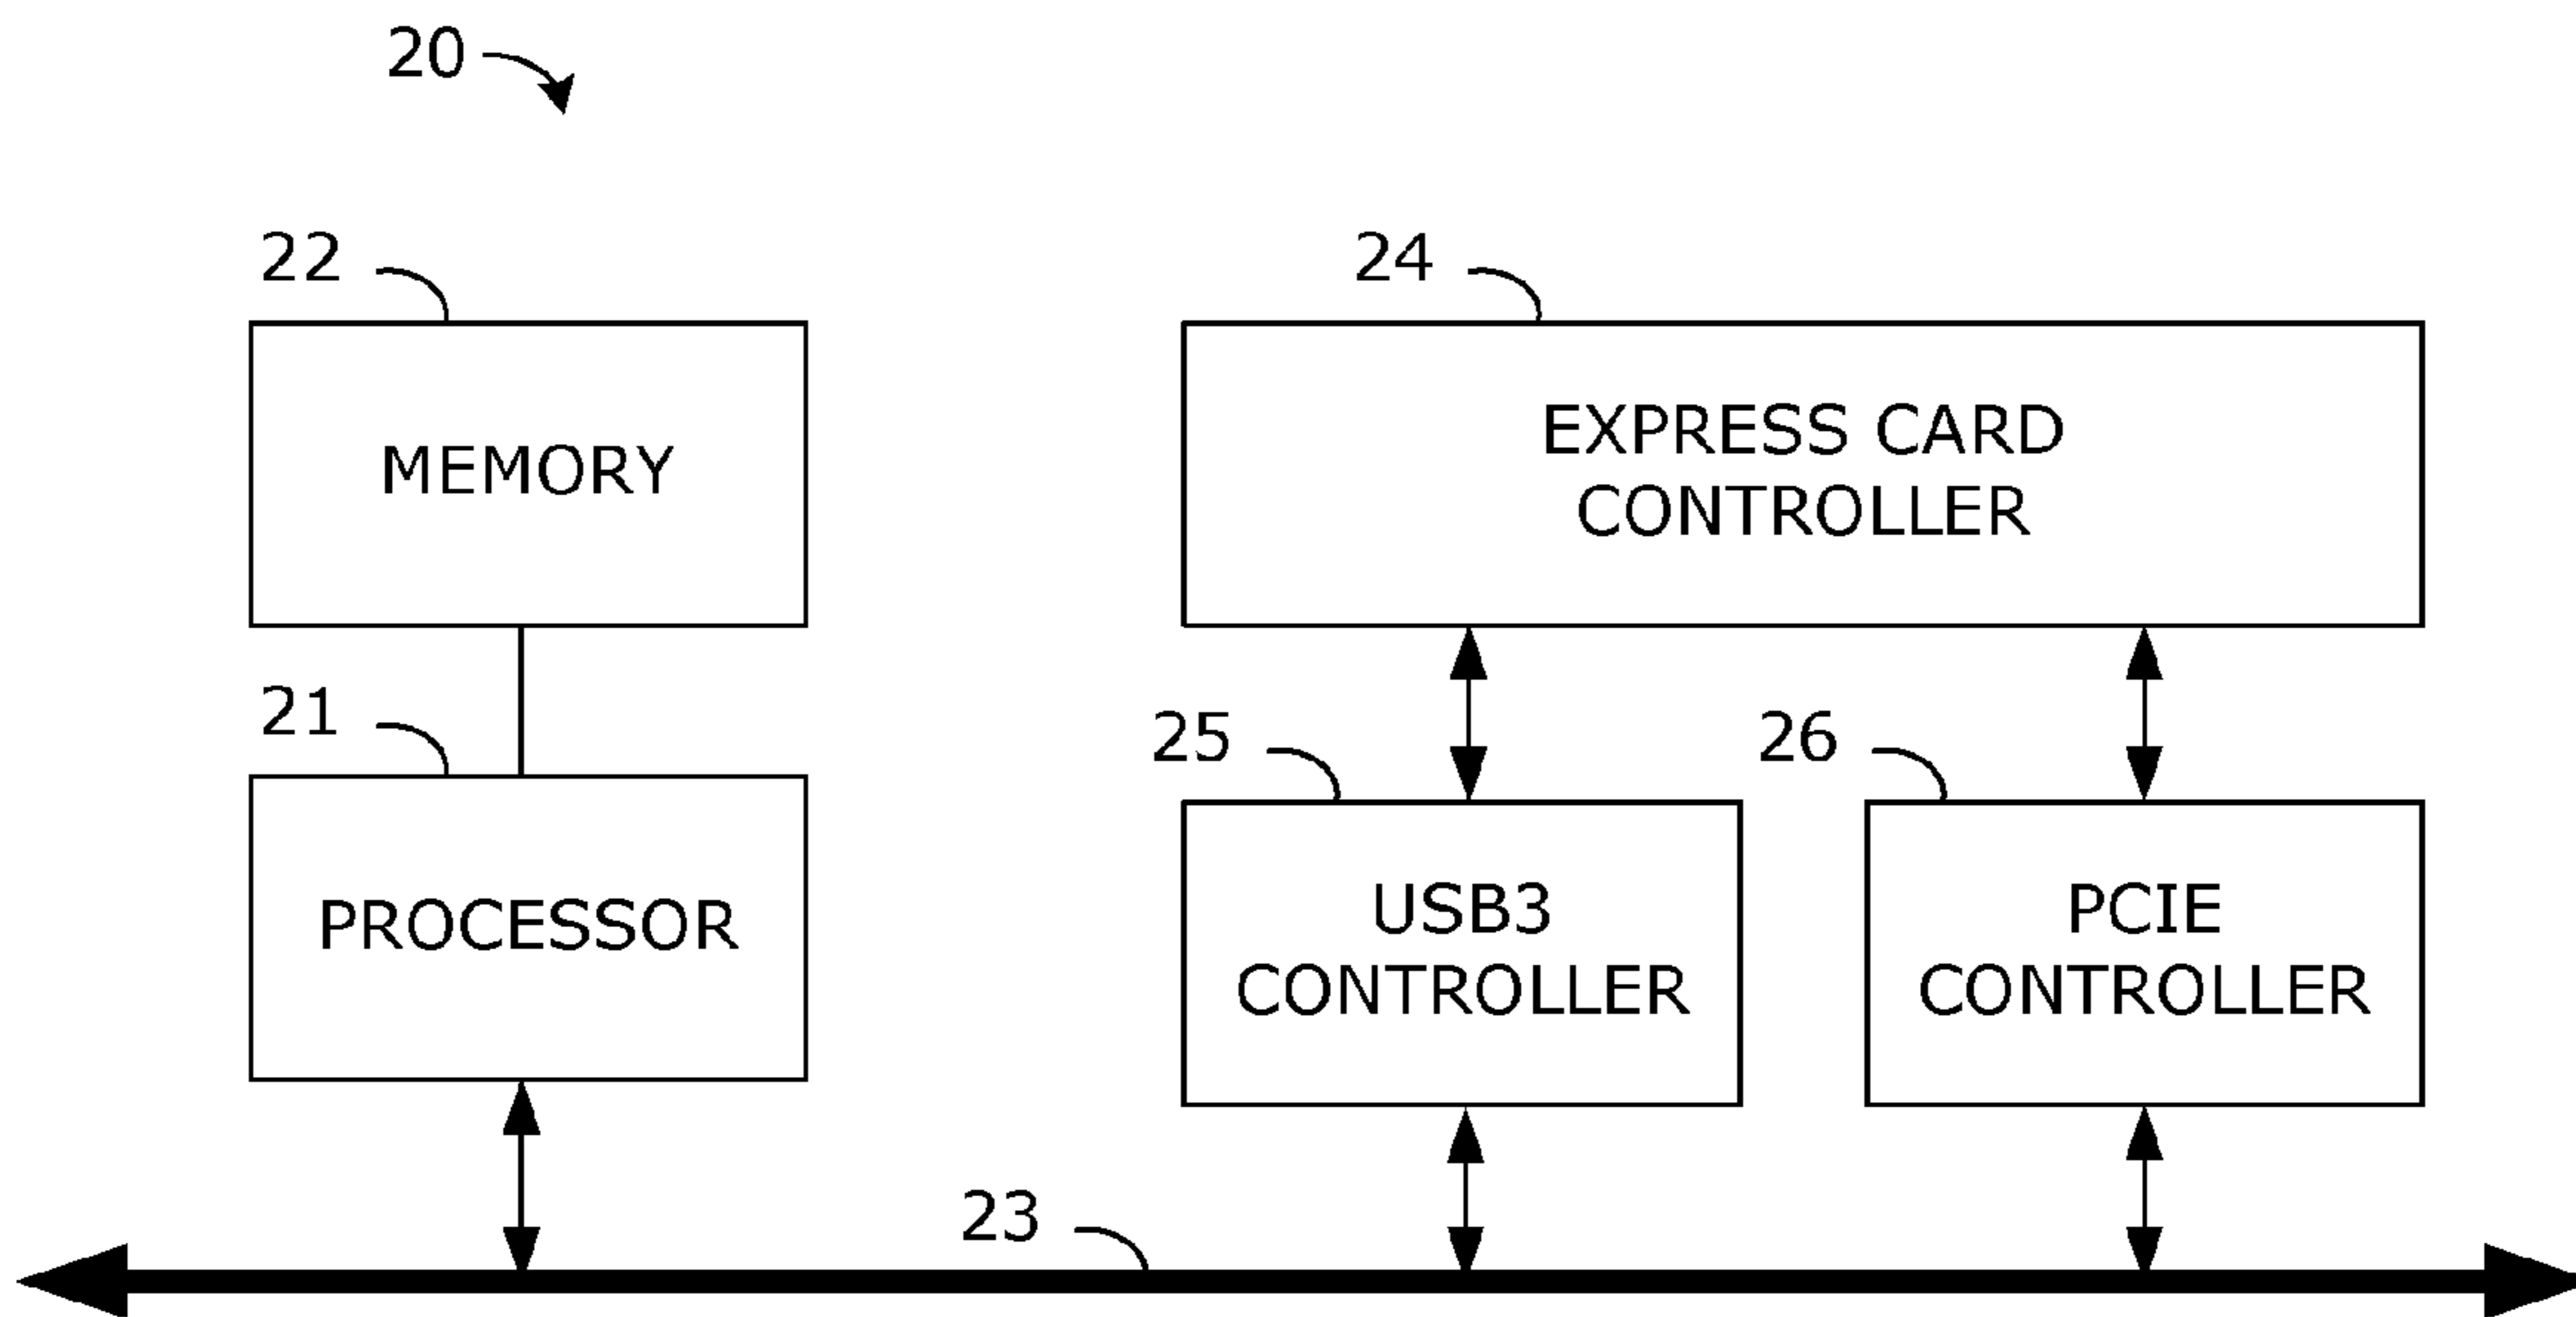 20
22
MEMORY
24
EXPRESS CARD
CONTROLLER
21
PROCESSOR
25
USB3
CONTROLLER
26
PCIE
CONTROLLER
23